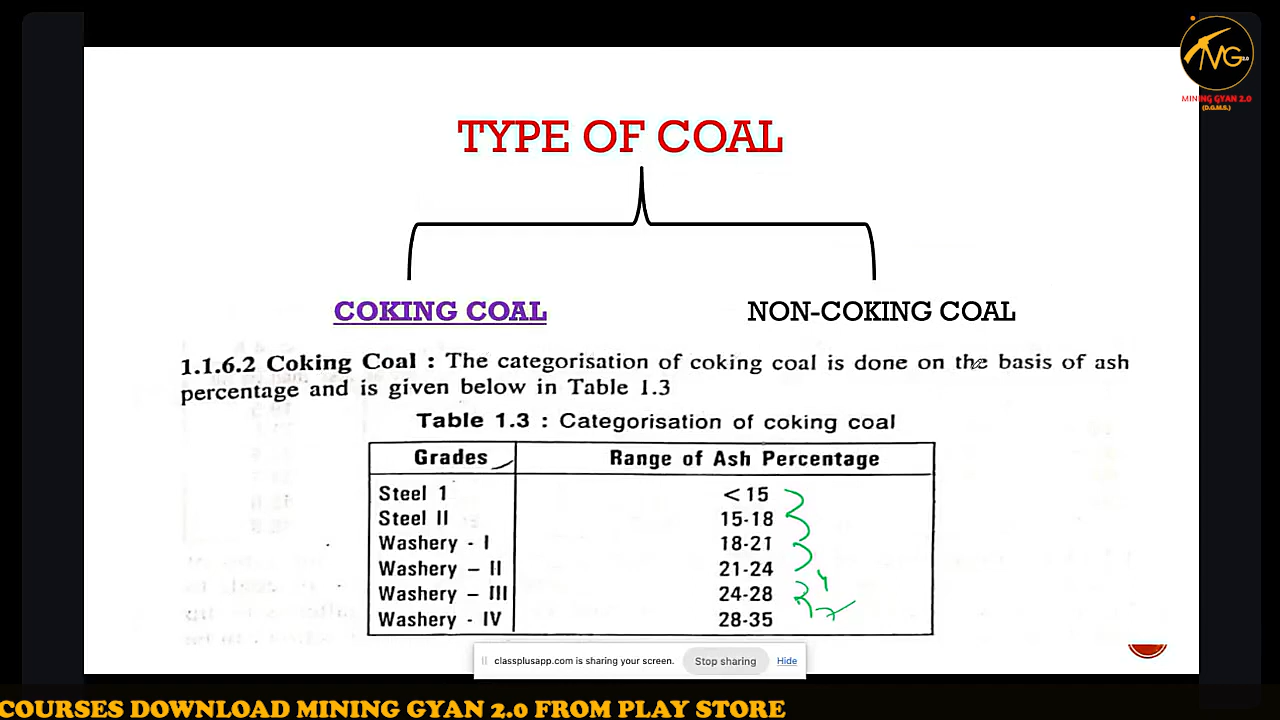 TVG2.0
MINING GYAN 2.0
(D.G.M.S.)
TYPE OF COAL
COKING COAL
NON-COKING COAL
1.1.6.2 Coking Coal : The categorisation of coking coal is done on the basis of ash
percentage and is given below in Table 1.3
Table 1.3 : Categorisation of coking coal
Grades Range of Ash Percentage
Steel 1 <15
Steel II 15-18
Washery - I 18-21
Washery – II 21-24
Washery – III 24-28
Washery - IV 28-35
4
7
classplusapp.com is sharing your screen. Stop sharing Hide
COURSES DOWNLOAD MINING GYAN 2.0 FROM PLAY STORE